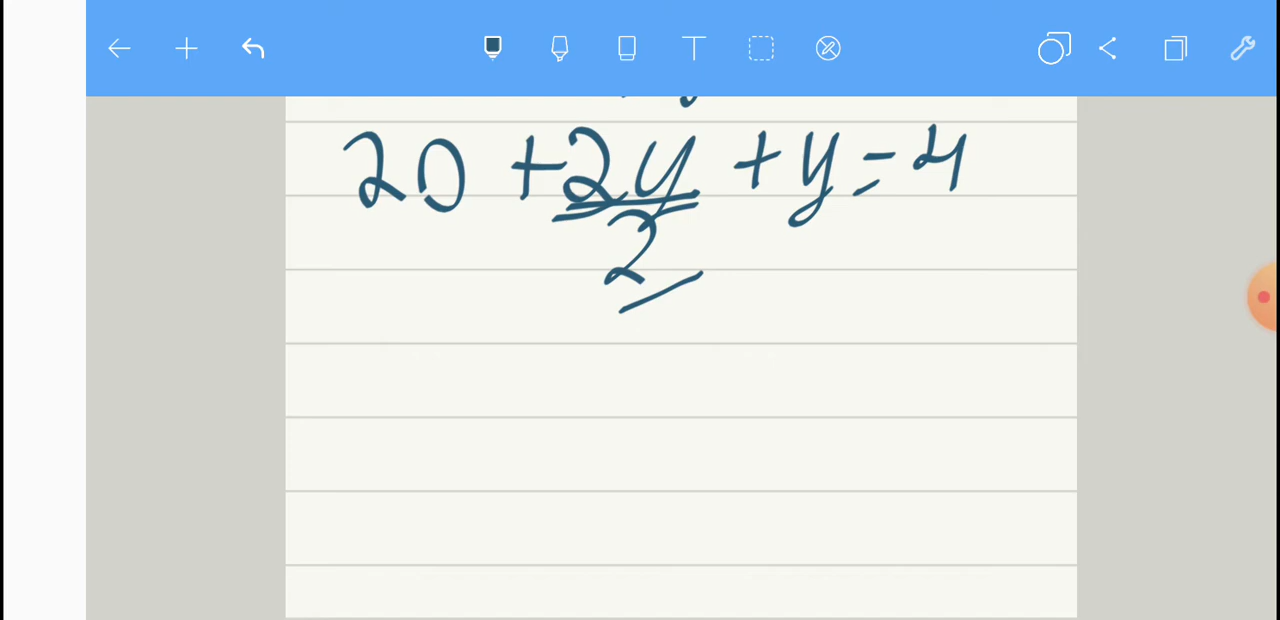 20 + 2y + y = 4
2